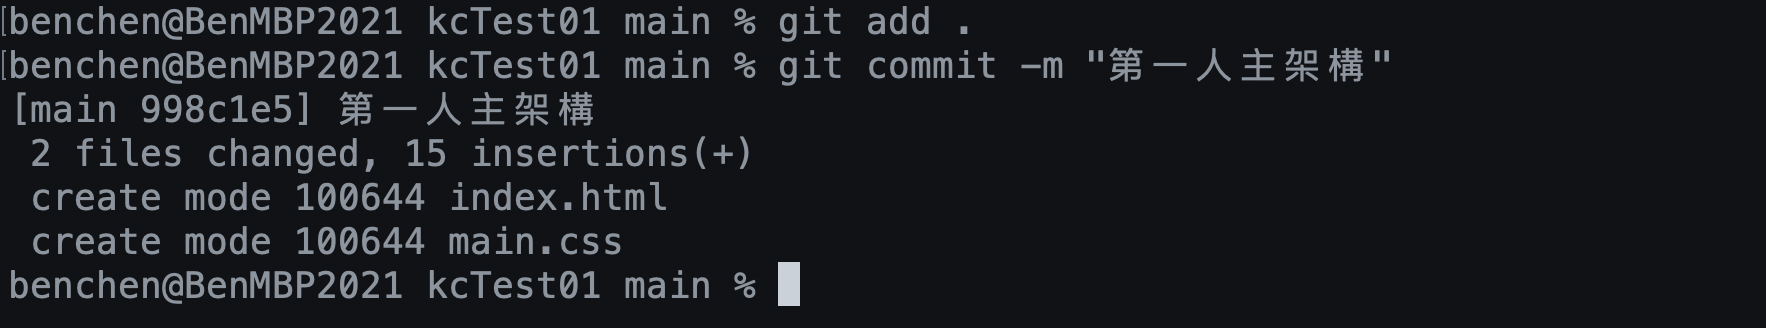 benchen@BenMBP2021 kcTest01 main % git add .
benchen@BenMBP2021 kcTest01 main % git commit -m "第一人主架構"
[main 998c1e5] 第一人主架構
 2 files changed, 15 insertions(+)
 create mode 100644 index.html
 create mode 100644 main.css
benchen@BenMBP2021 kcTest01 main %